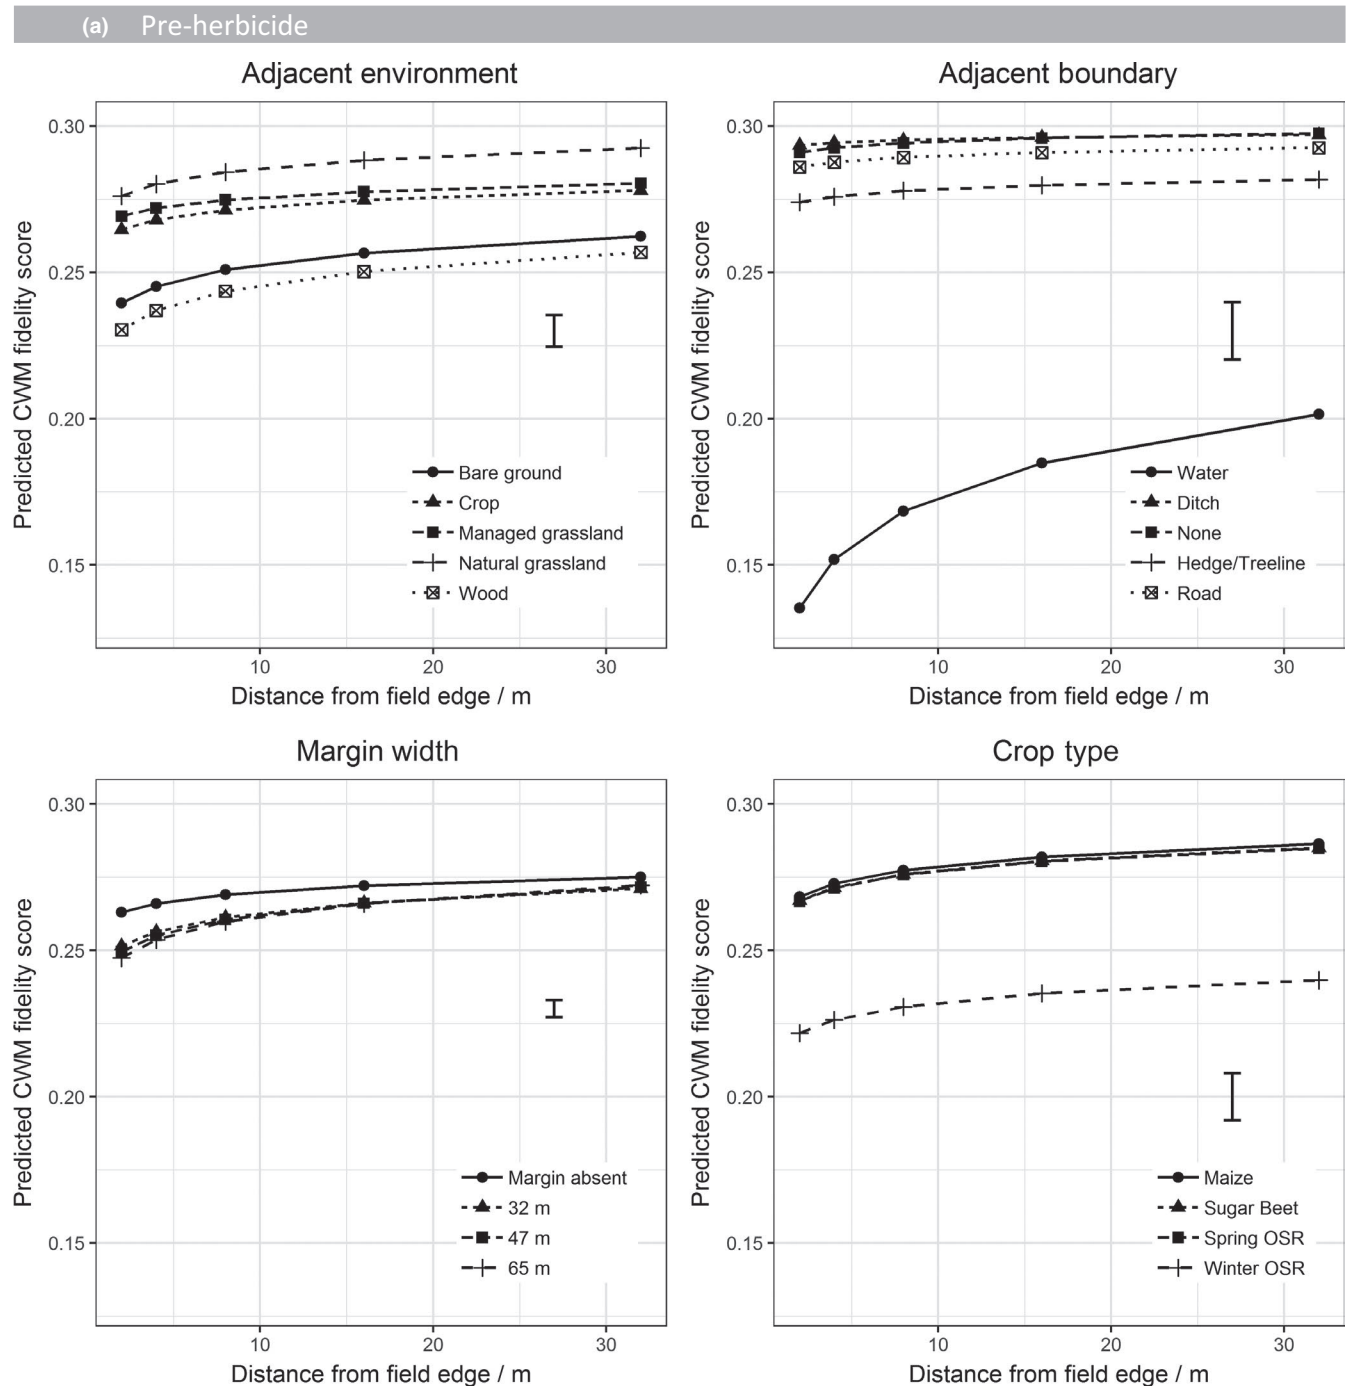 (a) Pre-herbicide
Adjacent environment
Predicted CWM fidelity score
0.30
0.25
0.20
0.15
Bare ground
Crop
Managed grassland
Natural grassland
Wood
10 20 30
Distance from field edge / m
Adjacent boundary
Predicted CWM fidelity score
0.30
0.25
0.20
0.15
Water
Ditch
None
Hedge/Treeline
Road
10 20 30
Distance from field edge / m
Margin width
Predicted CWM fidelity score
0.30
0.25
0.20
0.15
Margin absent
32 m
47 m
65 m
10 20 30
Distance from field edge / m
Crop type
Predicted CWM fidelity score
0.30
0.25
0.20
0.15
Maize
Sugar Beet
Spring OSR
Winter OSR
10 20 30
Distance from field edge / m